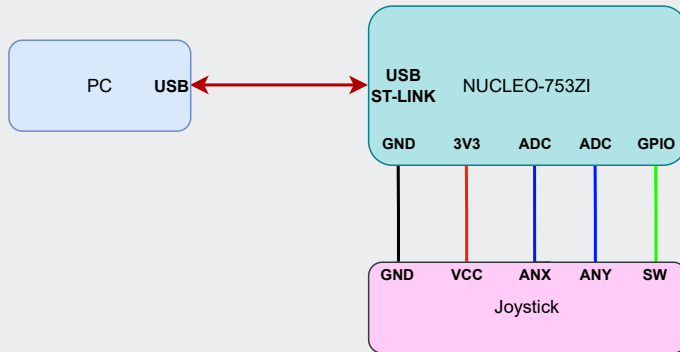 PC
USB
USB
ST-LINK
NUCLEO-753ZI
GND 3V3 ADC ADC GPIO
GND VCC ANX ANY SW
Joystick